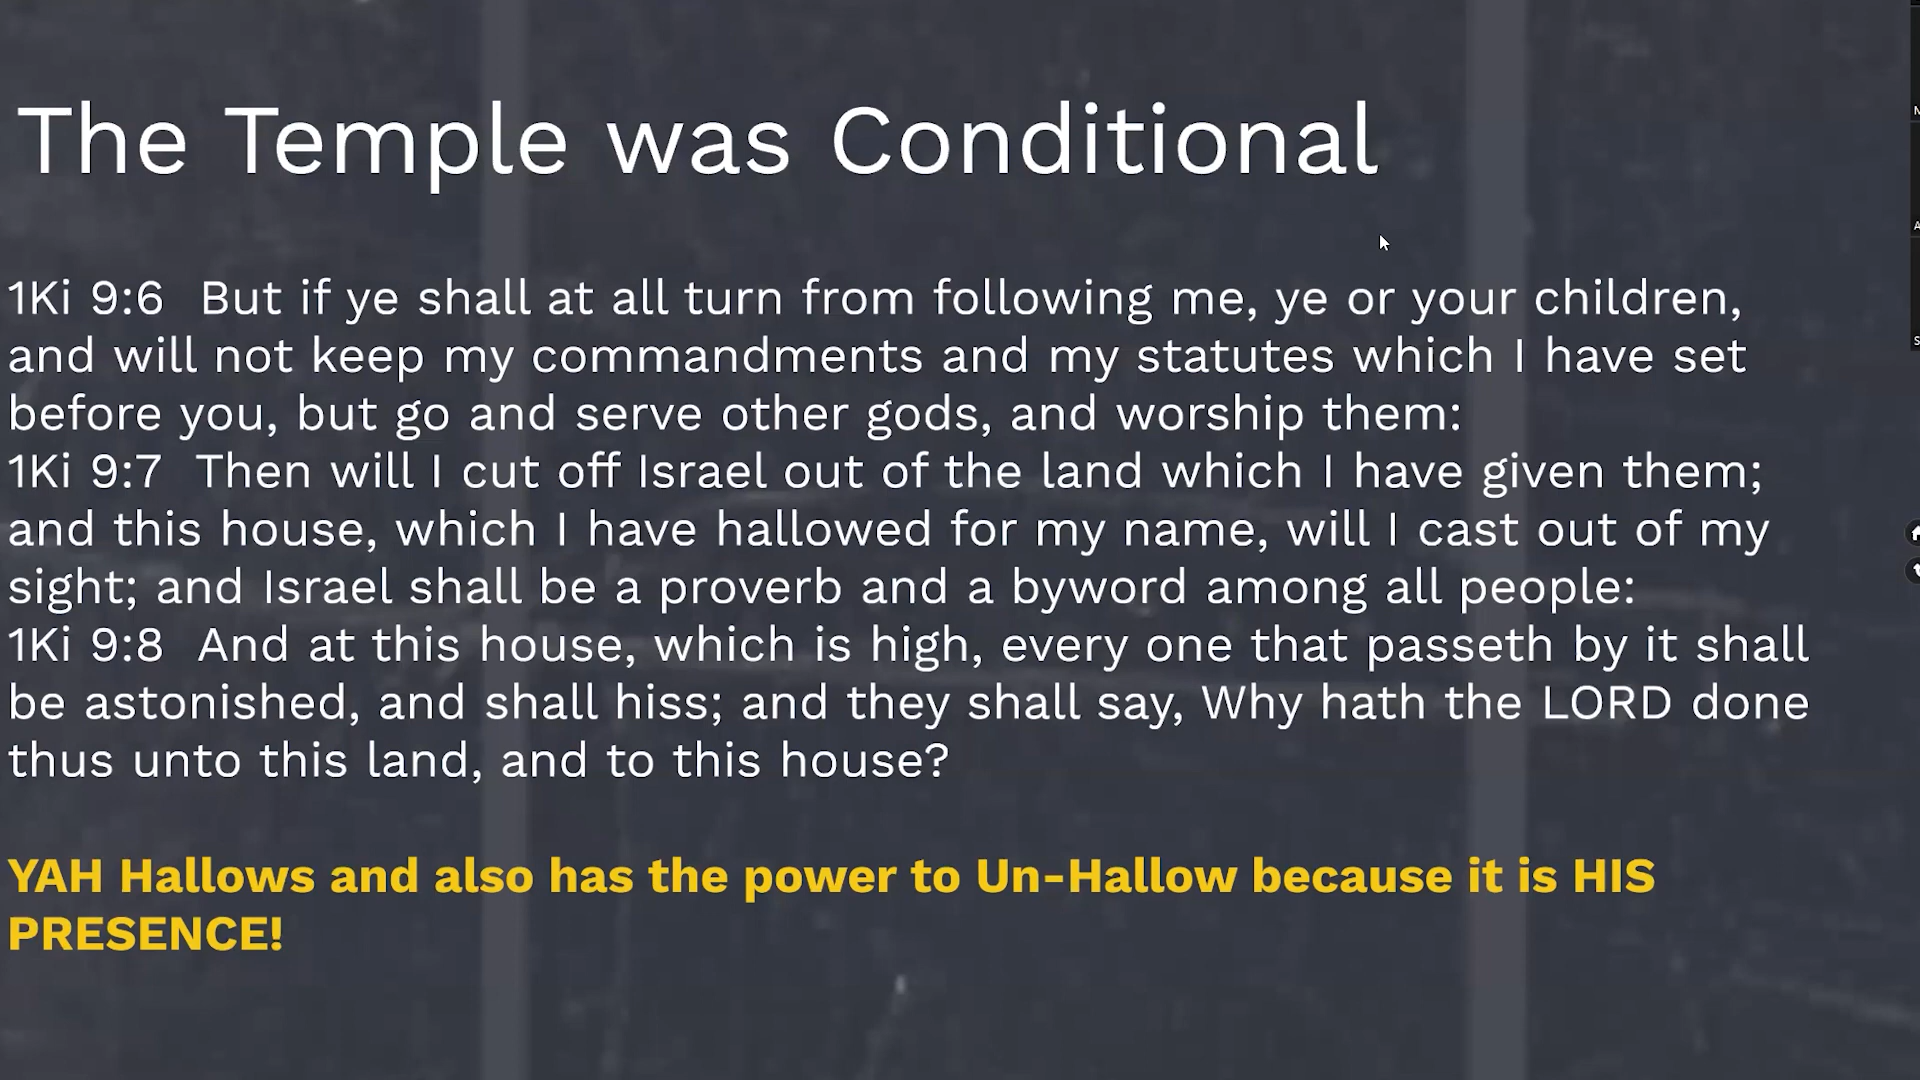 The Temple was Conditional
1Ki 9:6  But if ye shall at all turn from following me, ye or your children,
and will not keep my commandments and my statutes which I have set
before you, but go and serve other gods, and worship them:
1Ki 9:7  Then will I cut off Israel out of the land which I have given them;
and this house, which I have hallowed for my name, will I cast out of my
sight; and Israel shall be a proverb and a byword among all people:
1Ki 9:8  And at this house, which is high, every one that passeth by it shall
be astonished, and shall hiss; and they shall say, Why hath the LORD done
thus unto this land, and to this house?
YAH Hallows and also has the power to Un-Hallow because it is HIS
PRESENCE!